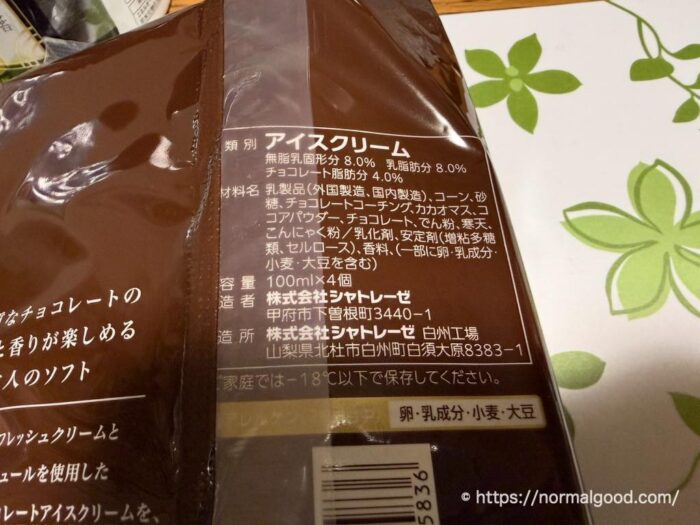 類別 アイスクリーム
無脂乳固形分 8.0% 乳脂肪分 8.0%
チョコレート脂肪分 4.0%
材料名 乳製品(外国製造、国内製造)、コーン、砂
糖、チョコレートコーチング、カカオマス、コ
コアパウダー、チョコレート、でん粉、寒天、
こんにゃく粉/乳化剤、安定剤(増粘多糖
類、セルロース)、香料、(一部に卵・乳成分・
小麦・大豆を含む)
容量 100ml×4個
造者 株式会社シャトレーゼ
甲府市下曽根町3440-1
造所 株式会社シャトレーゼ 白州工場
山梨県北杜市白州町白須大原8383-1
ご家庭では-18℃以下で保存してください。
アレルゲン
卵・乳成分・小麦・大豆
なチョコレートの
と香りが楽しめる
人のソフト
フレッシュクリームと
ュールを使用した
コレートアイスクリームを、
5836
© https://normalgood.com/